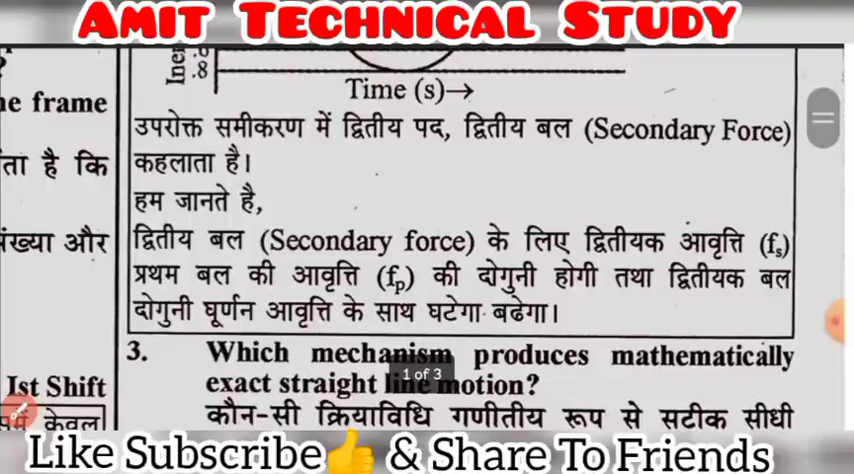 AMIT TECHNICAL STUDY
.8
Time (s)→
ne frame
ता है कि
संख्या और
Ist Shift
उपरोक्त समीकरण में द्वितीय पद, द्वितीय बल (Secondary Force)
कहलाता है।
हम जानते है,
द्वितीय बल (Secondary force) के लिए द्वितीयक आवृत्ति (fs)
प्रथम बल की आवृत्ति (fp) की दोगुनी होगी तथा द्वितीयक बल
दोगुनी घूर्णन आवृत्ति के साथ घटेगा बढेगा।
3. Which mechanism produces mathematically
exact straight line motion?
1 of 3
कौन-सी क्रियाविधि गणीतीय रूप से सटीक सीधी
Like Subscribe👍 & Share To Friends